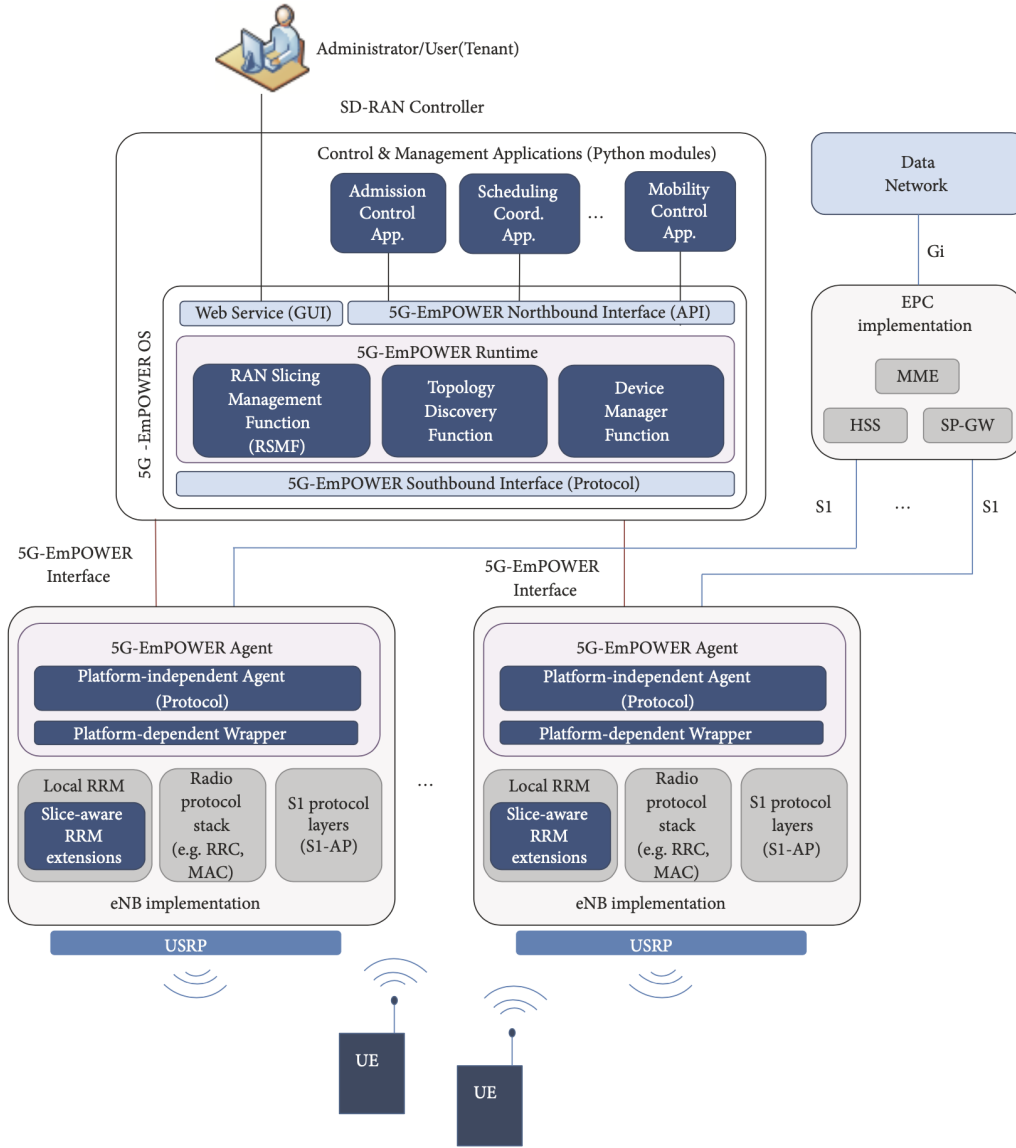 Administrator/User(Tenant)
SD-RAN Controller
Control & Management Applications (Python modules)
Admission
Control
App.
Scheduling
Coord.
App.
...
Mobility
Control
App.
5G -EmPOWER OS
Web Service (GUI)
5G-EmPOWER Northbound Interface (API)
5G-EmPOWER Runtime
RAN Slicing
Management
Function
(RSMF)
Topology
Discovery
Function
Device
Manager
Function
5G-EmPOWER Southbound Interface (Protocol)
Data
Network
Gi
EPC
implementation
MME
HSS
SP-GW
S1
...
S1
5G-EmPOWER
Interface
5G-EmPOWER
Interface
5G-EmPOWER Agent
Platform-independent Agent
(Protocol)
Platform-dependent Wrapper
Local RRM
Slice-aware
RRM
extensions
Radio
protocol
stack
(e.g. RRC,
MAC)
S1 protocol
layers
(S1-AP)
eNB implementation
USRP
...
5G-EmPOWER Agent
Platform-independent Agent
(Protocol)
Platform-dependent Wrapper
Local RRM
Slice-aware
RRM
extensions
Radio
protocol
stack
(e.g. RRC,
MAC)
S1 protocol
layers
(S1-AP)
eNB implementation
USRP
UE
UE